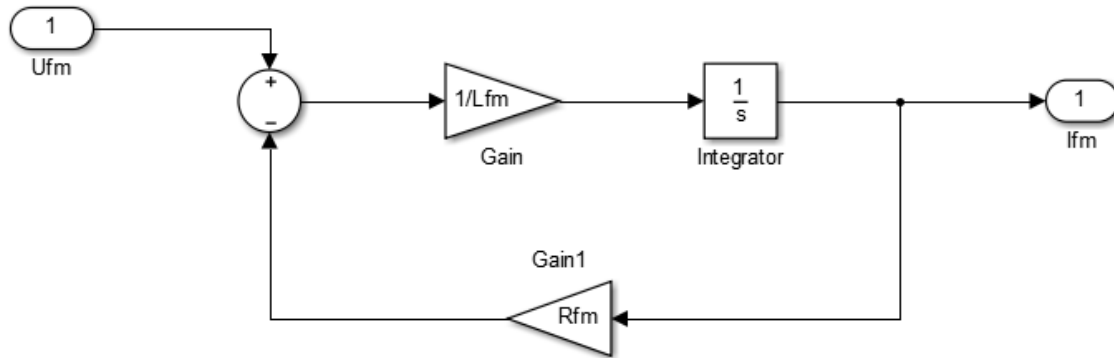 1
Ufm
+
−
1/Lfm
Gain
1
s
Integrator
1
Ifm
Gain1
Rfm